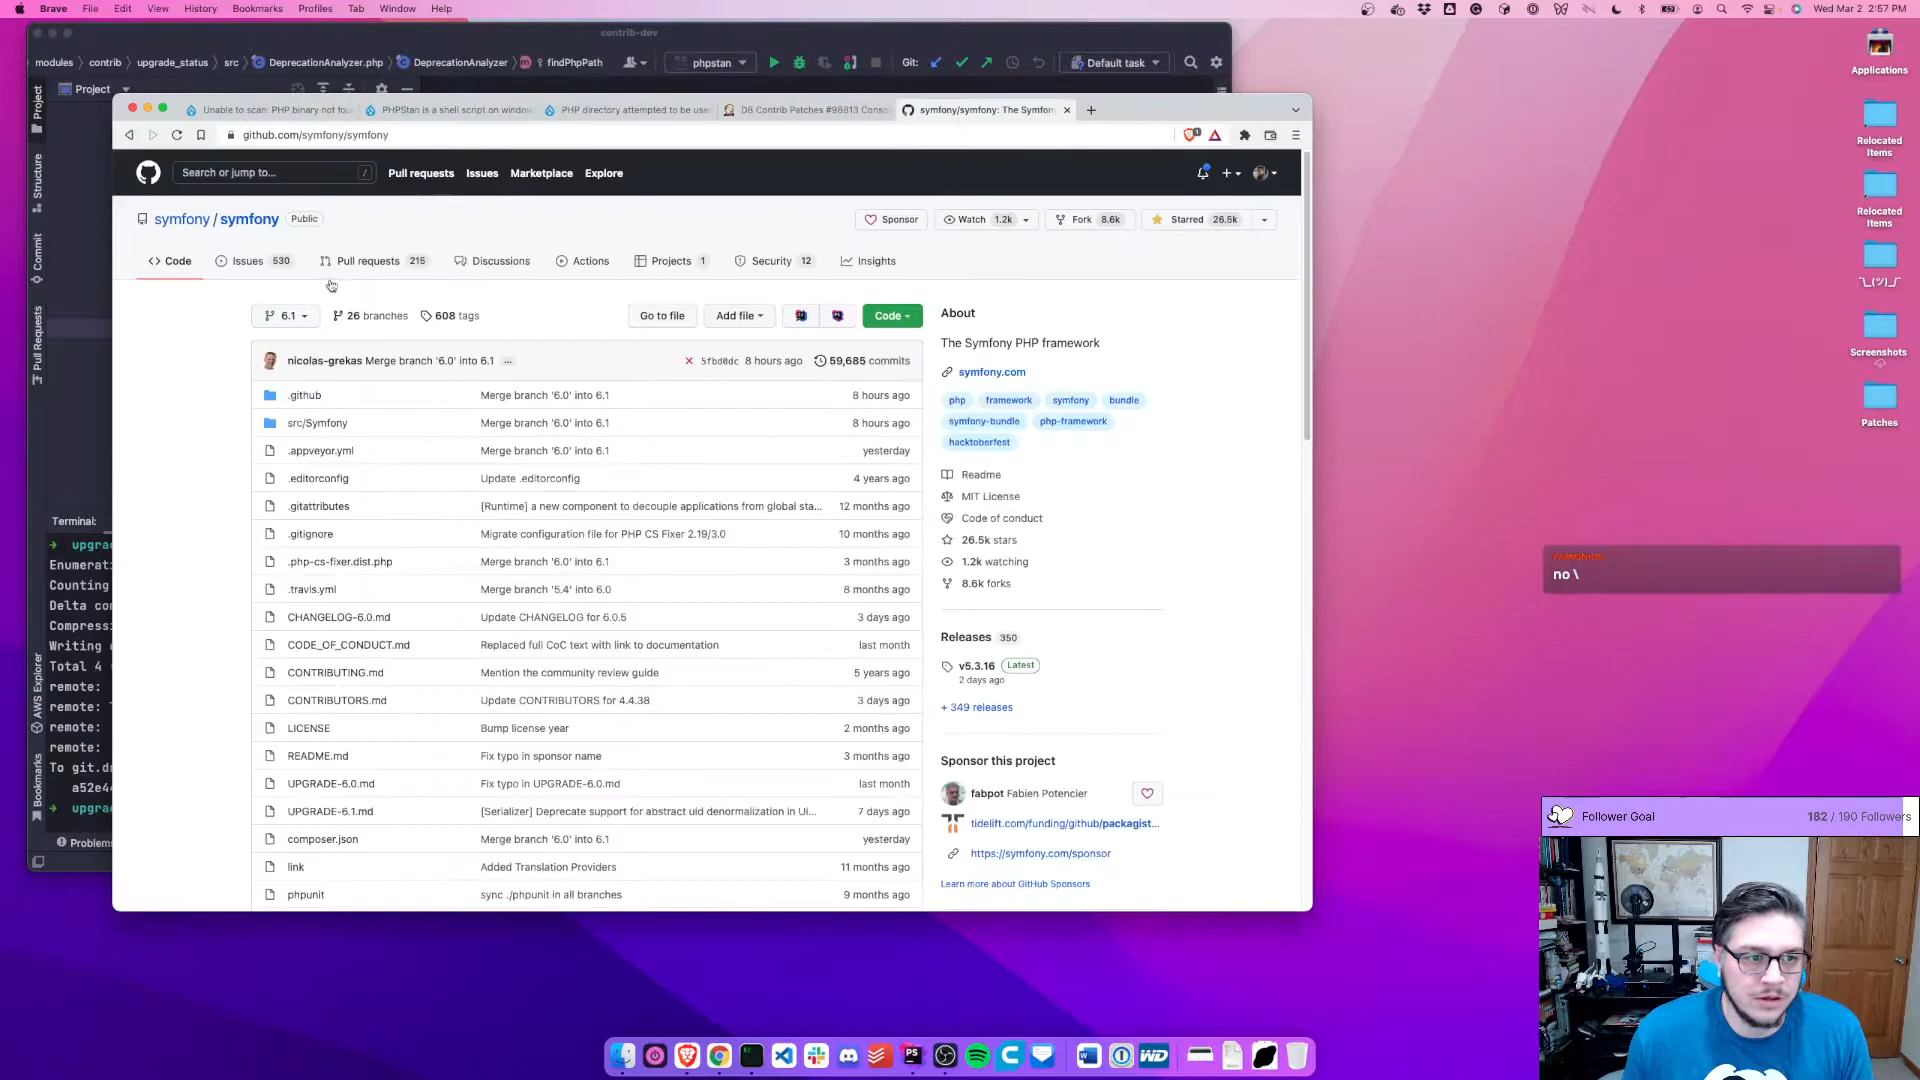 Brave File Edit View History Bookmarks Profiles Tab Window Help
Wed Mar 2 2:57 PM
contrib-dev
modules contrib upgrade_status src DeprecationAnalyzer.php DeprecationAnalyzer findPhpPath
phpstan
Git:
Default task
Project
Project
Structure
Commit
Pull Requests
AWS Explorer
Bookmarks
Terminal:
upgra
Enumerati
Counting
Delta co
Compress
Writing
Total 4
remote:
remote:
remote:
remote:
To git.d
a52e4
upgra
Problems
Unable to scan: PHP binary not fou
PHPStan is a shell script on window
PHP directory attempted to be use
D8 Contrib Patches #98813 Conso
symfony/symfony: The Symfon
github.com/symfony/symfony
Search or jump to...
/
Pull requests Issues Marketplace Explore
symfony / symfony Public
Sponsor
Watch 1.2k
Fork 8.6k
Starred 26.5k
Code
Issues 530
Pull requests 215
Discussions
Actions
Projects 1
Security 12
Insights
6.1
26 branches
608 tags
Go to file
Add file
Code
nicolas-grekas Merge branch '6.0' into 6.1 ...
5fbd0dc 8 hours ago
59,685 commits
.github Merge branch '6.0' into 6.1 8 hours ago
src/Symfony Merge branch '6.0' into 6.1 8 hours ago
.appveyor.yml Merge branch '6.0' into 6.1 yesterday
.editorconfig Update .editorconfig 4 years ago
.gitattributes [Runtime] a new component to decouple applications from global sta... 12 months ago
.gitignore Migrate configuration file for PHP CS Fixer 2.19/3.0 10 months ago
.php-cs-fixer.dist.php Merge branch '6.0' into 6.1 3 months ago
.travis.yml Merge branch '5.4' into 6.0 8 months ago
CHANGELOG-6.0.md Update CHANGELOG for 6.0.5 3 days ago
CODE_OF_CONDUCT.md Replaced full CoC text with link to documentation last month
CONTRIBUTING.md Mention the community review guide 5 years ago
CONTRIBUTORS.md Update CONTRIBUTORS for 4.4.38 3 days ago
LICENSE Bump license year 2 months ago
README.md Fix typo in sponsor name 3 months ago
UPGRADE-6.0.md Fix typo in UPGRADE-6.0.md last month
UPGRADE-6.1.md [Serializer] Deprecate support for abstract uid denormalization in Ui... 7 days ago
composer.json Merge branch '6.0' into 6.1 yesterday
link Added Translation Providers 11 months ago
phpunit sync ./phpunit in all branches 9 months ago
About
The Symfony PHP framework
symfony.com
php framework symfony bundle
symfony-bundle php-framework
hacktoberfest
Readme
MIT License
Code of conduct
26.5k stars
1.2k watching
8.6k forks
Releases 350
v5.3.16 Latest
2 days ago
+ 349 releases
Sponsor this project
fabpot Fabien Potencier
tidelift.com/funding/github/packagist...
https://symfony.com/sponsor
Learn more about GitHub Sponsors
Applications
Relocated
Items
Relocated
Items
¯\_(ツ)_/¯
Screenshots
Patches
no \
Follower Goal
182 / 190 Followers
PS
W
WD